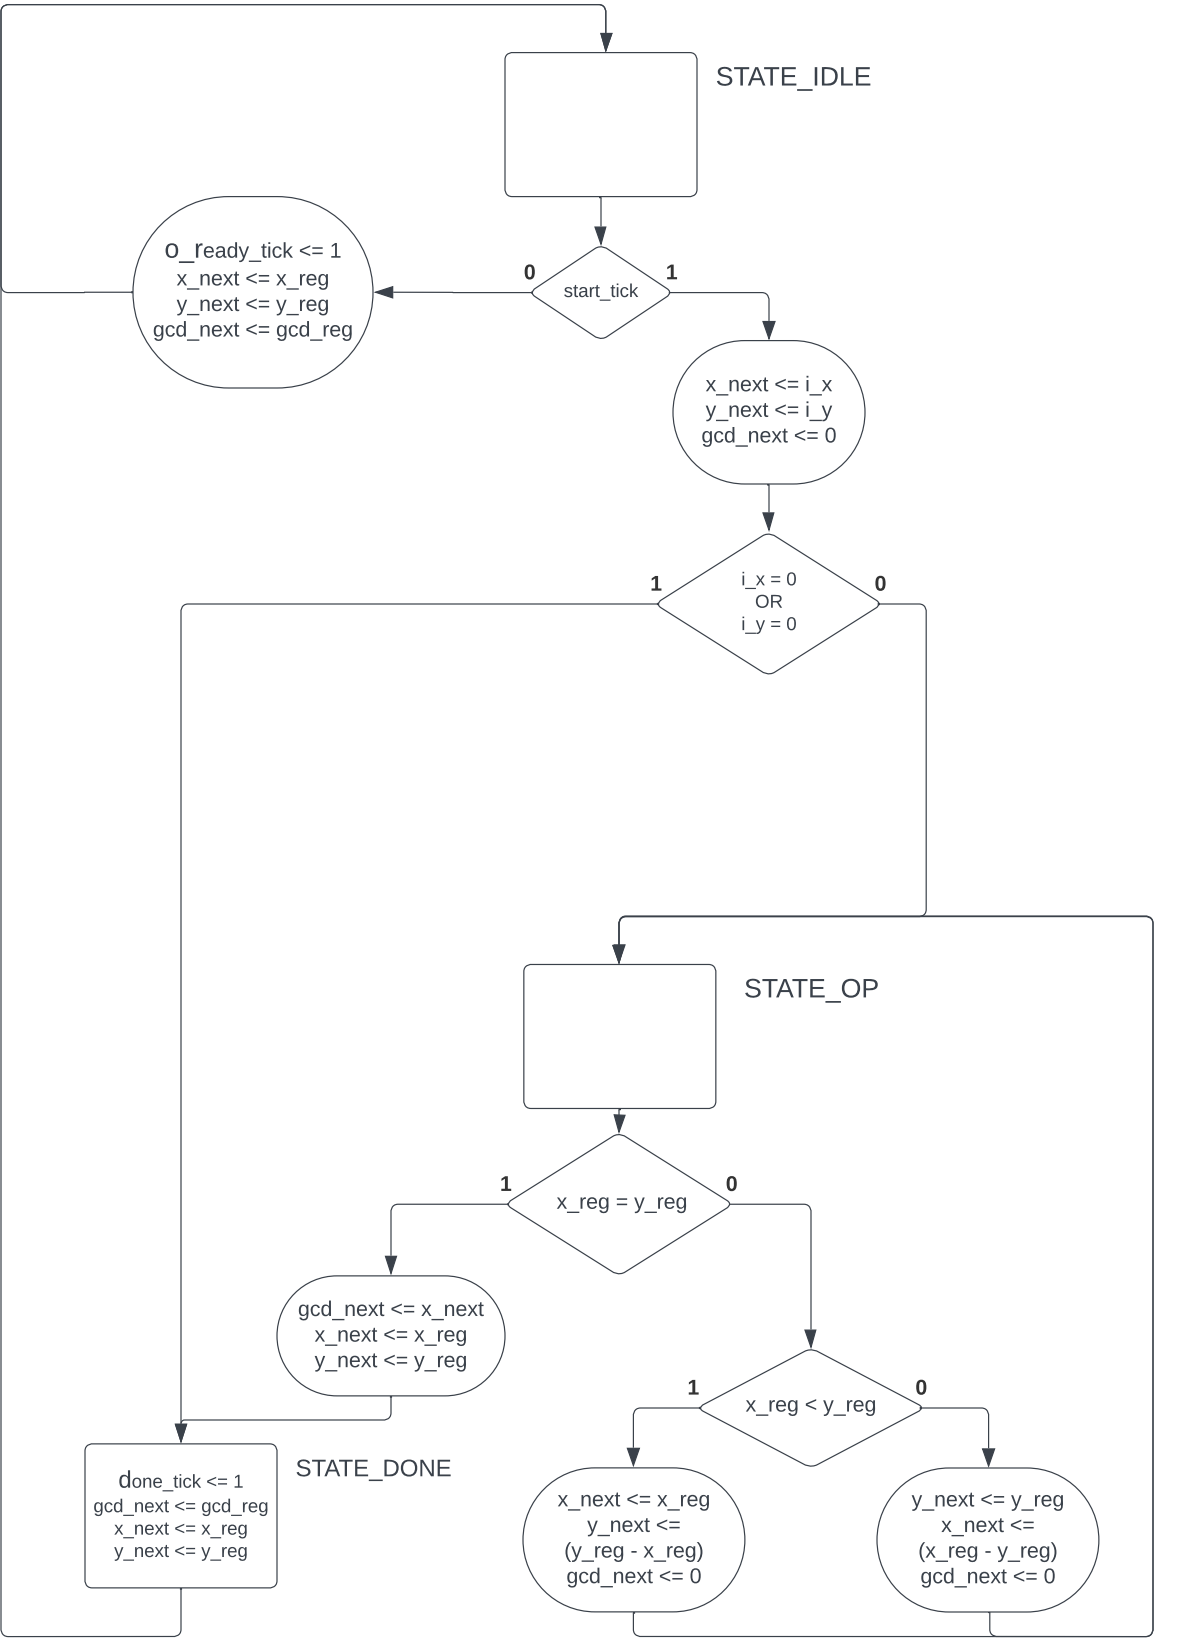 STATE_IDLE
o_ready_tick <= 1
x_next <= x_reg
y_next <= y_reg
gcd_next <= gcd_reg
0
start_tick
1
x_next <= i_x
y_next <= i_y
gcd_next <= 0
1
i_x = 0
OR
i_y = 0
0
STATE_OP
1
x_reg = y_reg
0
gcd_next <= x_next
x_next <= x_reg
y_next <= y_reg
1
x_reg < y_reg
0
STATE_DONE
done_tick <= 1
gcd_next <= gcd_reg
x_next <= x_reg
y_next <= y_reg
x_next <= x_reg
y_next <=
(y_reg - x_reg)
gcd_next <= 0
y_next <= y_reg
x_next <=
(x_reg - y_reg)
gcd_next <= 0